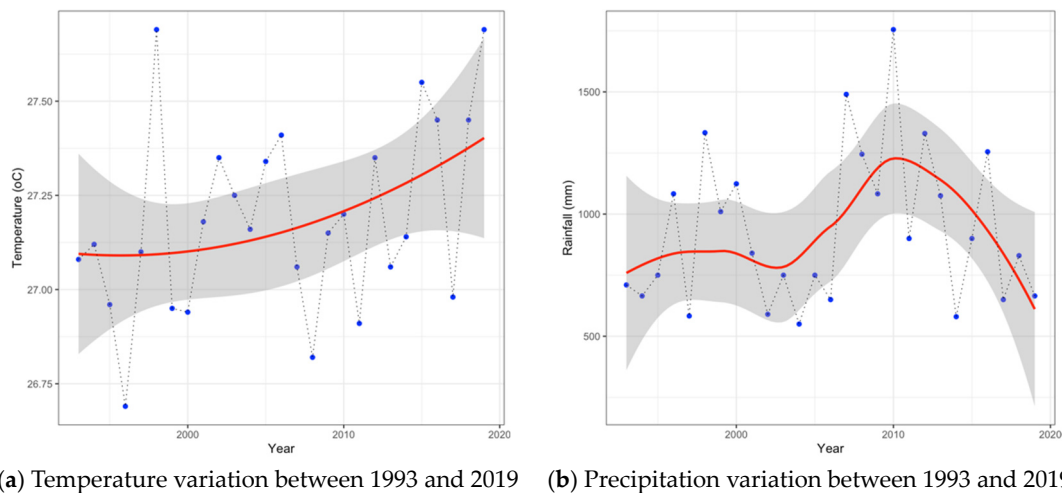 27.50
27.25
27.00
26.75
Temperature (oC)
2000
2010
2020
Year
1500
1000
500
Rainfall (mm)
2000
2010
2020
Year
(a) Temperature variation between 1993 and 2019
(b) Precipitation variation between 1993 and 2019